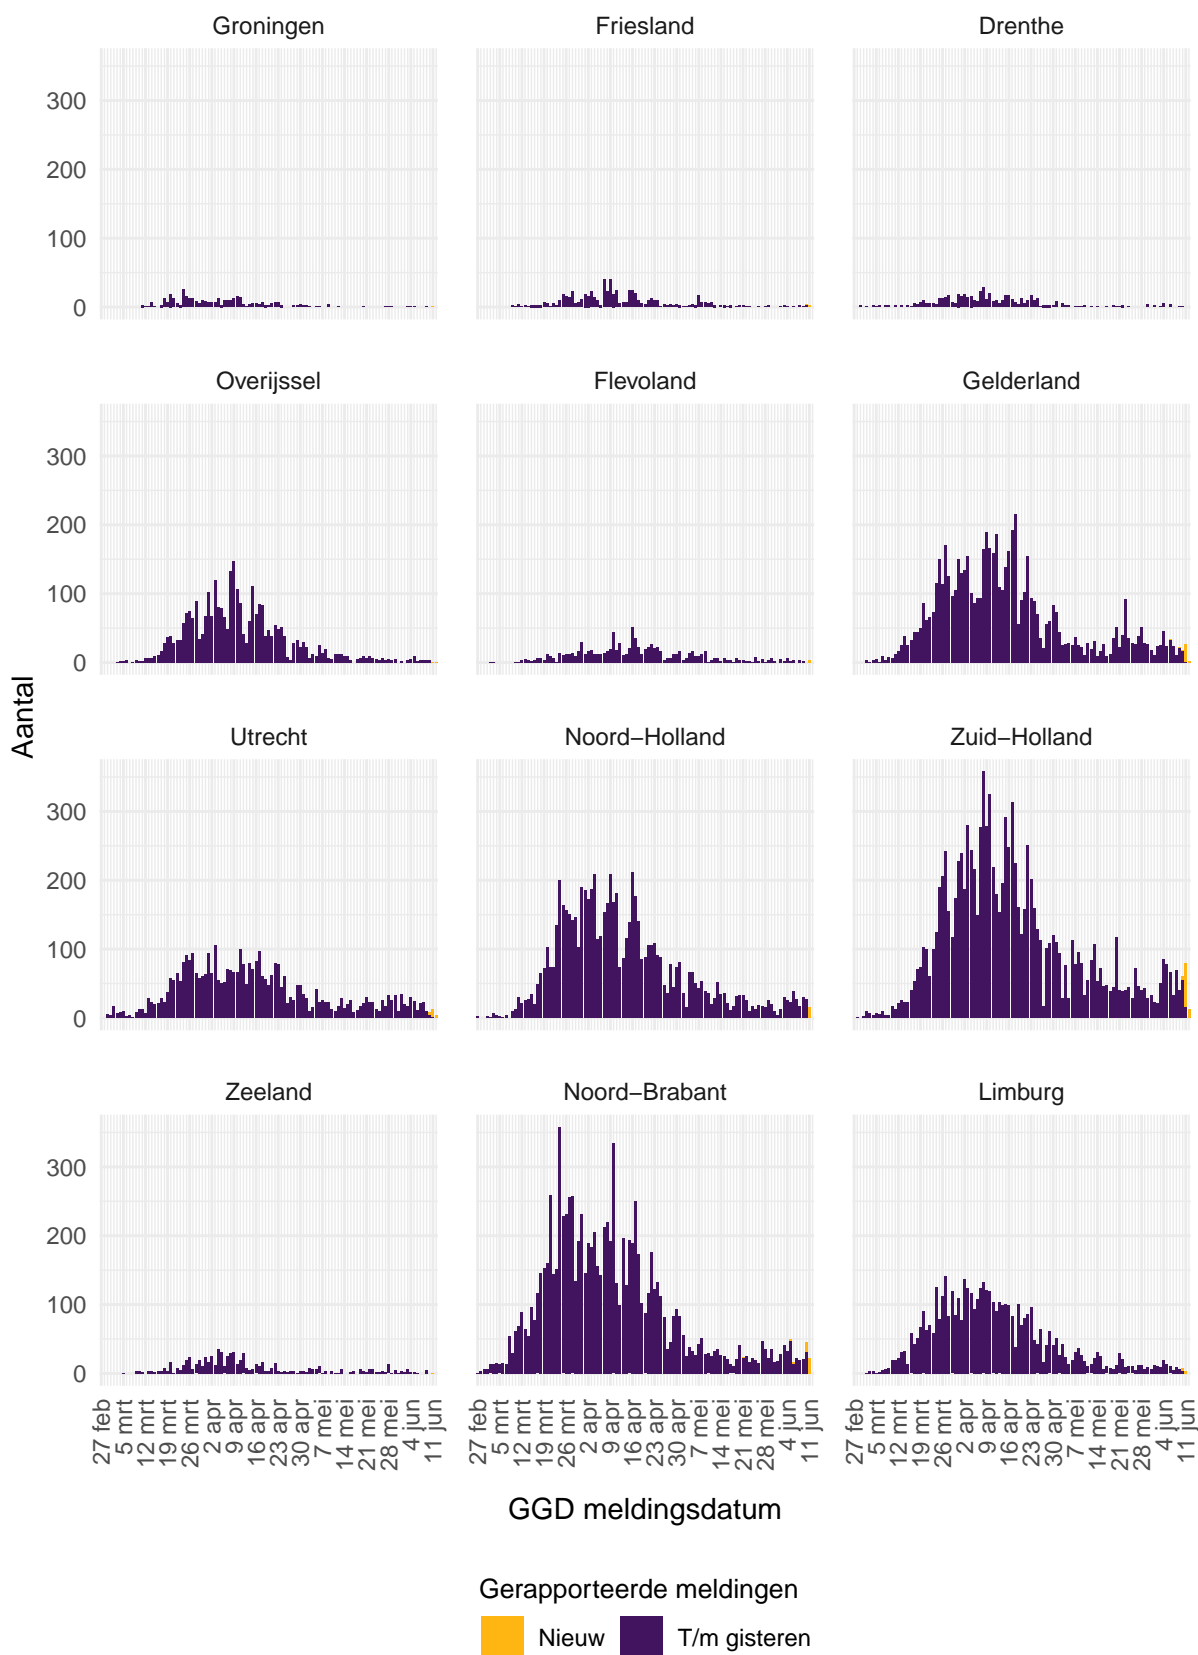 Groningen Friesland Drenthe
300
200
100
0
Overijssel Flevoland Gelderland
300
200
100
0
Aantal
Utrecht Noord−Holland Zuid−Holland
300
200
100
0
Zeeland Noord−Brabant Limburg
300
200
100
0
27 feb 5 mrt 12 mrt 19 mrt 26 mrt 2 apr 9 apr 16 apr 23 apr 30 apr 7 mei 14 mei 21 mei 28 mei 4 jun 11 jun
27 feb 5 mrt 12 mrt 19 mrt 26 mrt 2 apr 9 apr 16 apr 23 apr 30 apr 7 mei 14 mei 21 mei 28 mei 4 jun 11 jun
27 feb 5 mrt 12 mrt 19 mrt 26 mrt 2 apr 9 apr 16 apr 23 apr 30 apr 7 mei 14 mei 21 mei 28 mei 4 jun 11 jun
GGD meldingsdatum
Gerapporteerde meldingen
Nieuw T/m gisteren